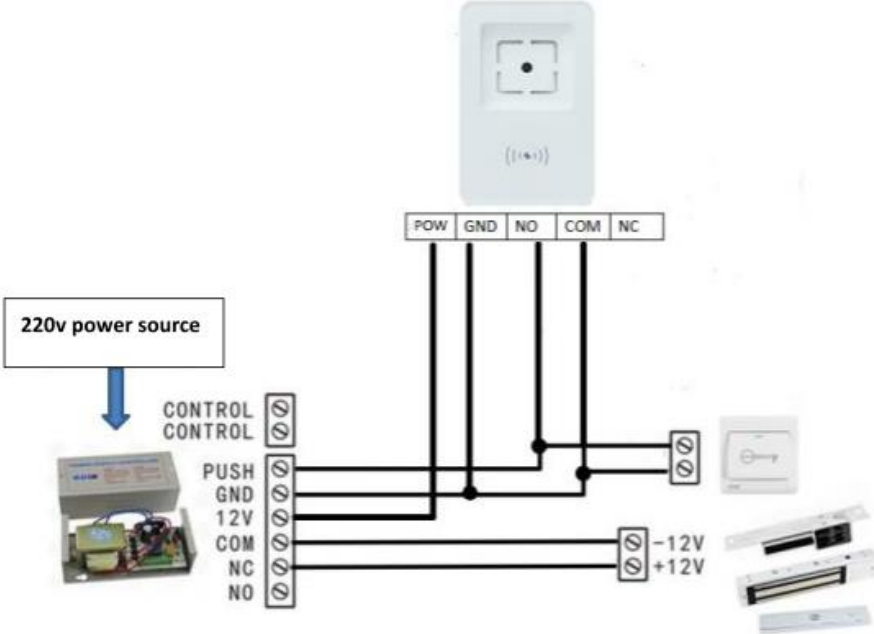 POW GND NO COM NC
220v power source
CONTROL
CONTROL
PUSH
GND
12V
COM
NC
NO
-12V
+12V